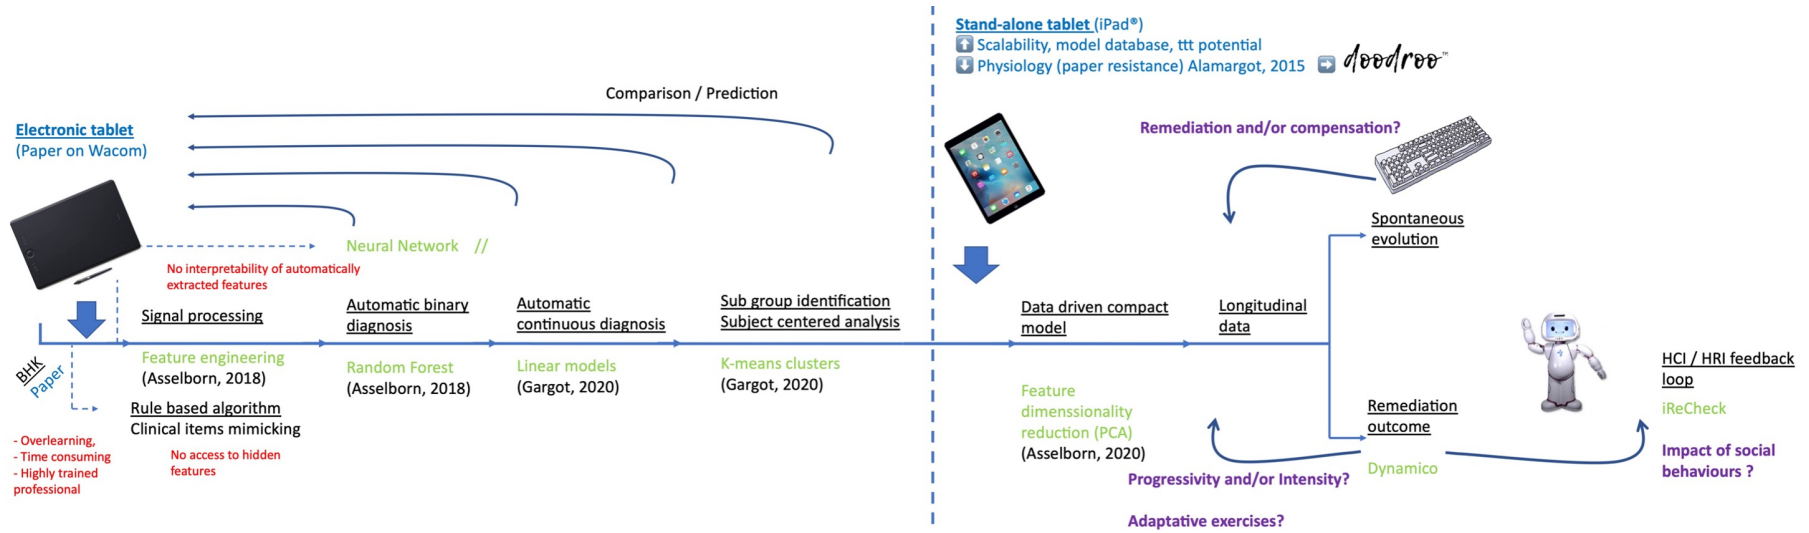 Stand-alone tablet (iPad®)
Scalability, model database, ttt potential
Physiology (paper resistance) Alamargot, 2015
doodroo™
Comparison / Prediction
Electronic tablet
(Paper on Wacom)
Remediation and/or compensation?
Neural Network //
No interpretability of automatically
extracted features
Spontaneous
evolution
Signal processing
Automatic binary
diagnosis
Automatic
continuous diagnosis
Sub group identification
Subject centered analysis
Data driven compact
model
Longitudinal
data
BHK
Paper
Feature engineering
(Asselborn, 2018)
Random Forest
(Asselborn, 2018)
Linear models
(Gargot, 2020)
K-means clusters
(Gargot, 2020)
Rule based algorithm
Clinical items mimicking
No access to hidden
features
- Overlearning,
- Time consuming
- Highly trained
professional
Feature
dimenssionality
reduction (PCA)
(Asselborn, 2020)
Remediation
outcome
Dynamico
Progressivity and/or Intensity?
Adaptative exercises?
HCI / HRI feedback
loop
iReCheck
Impact of social
behaviours ?